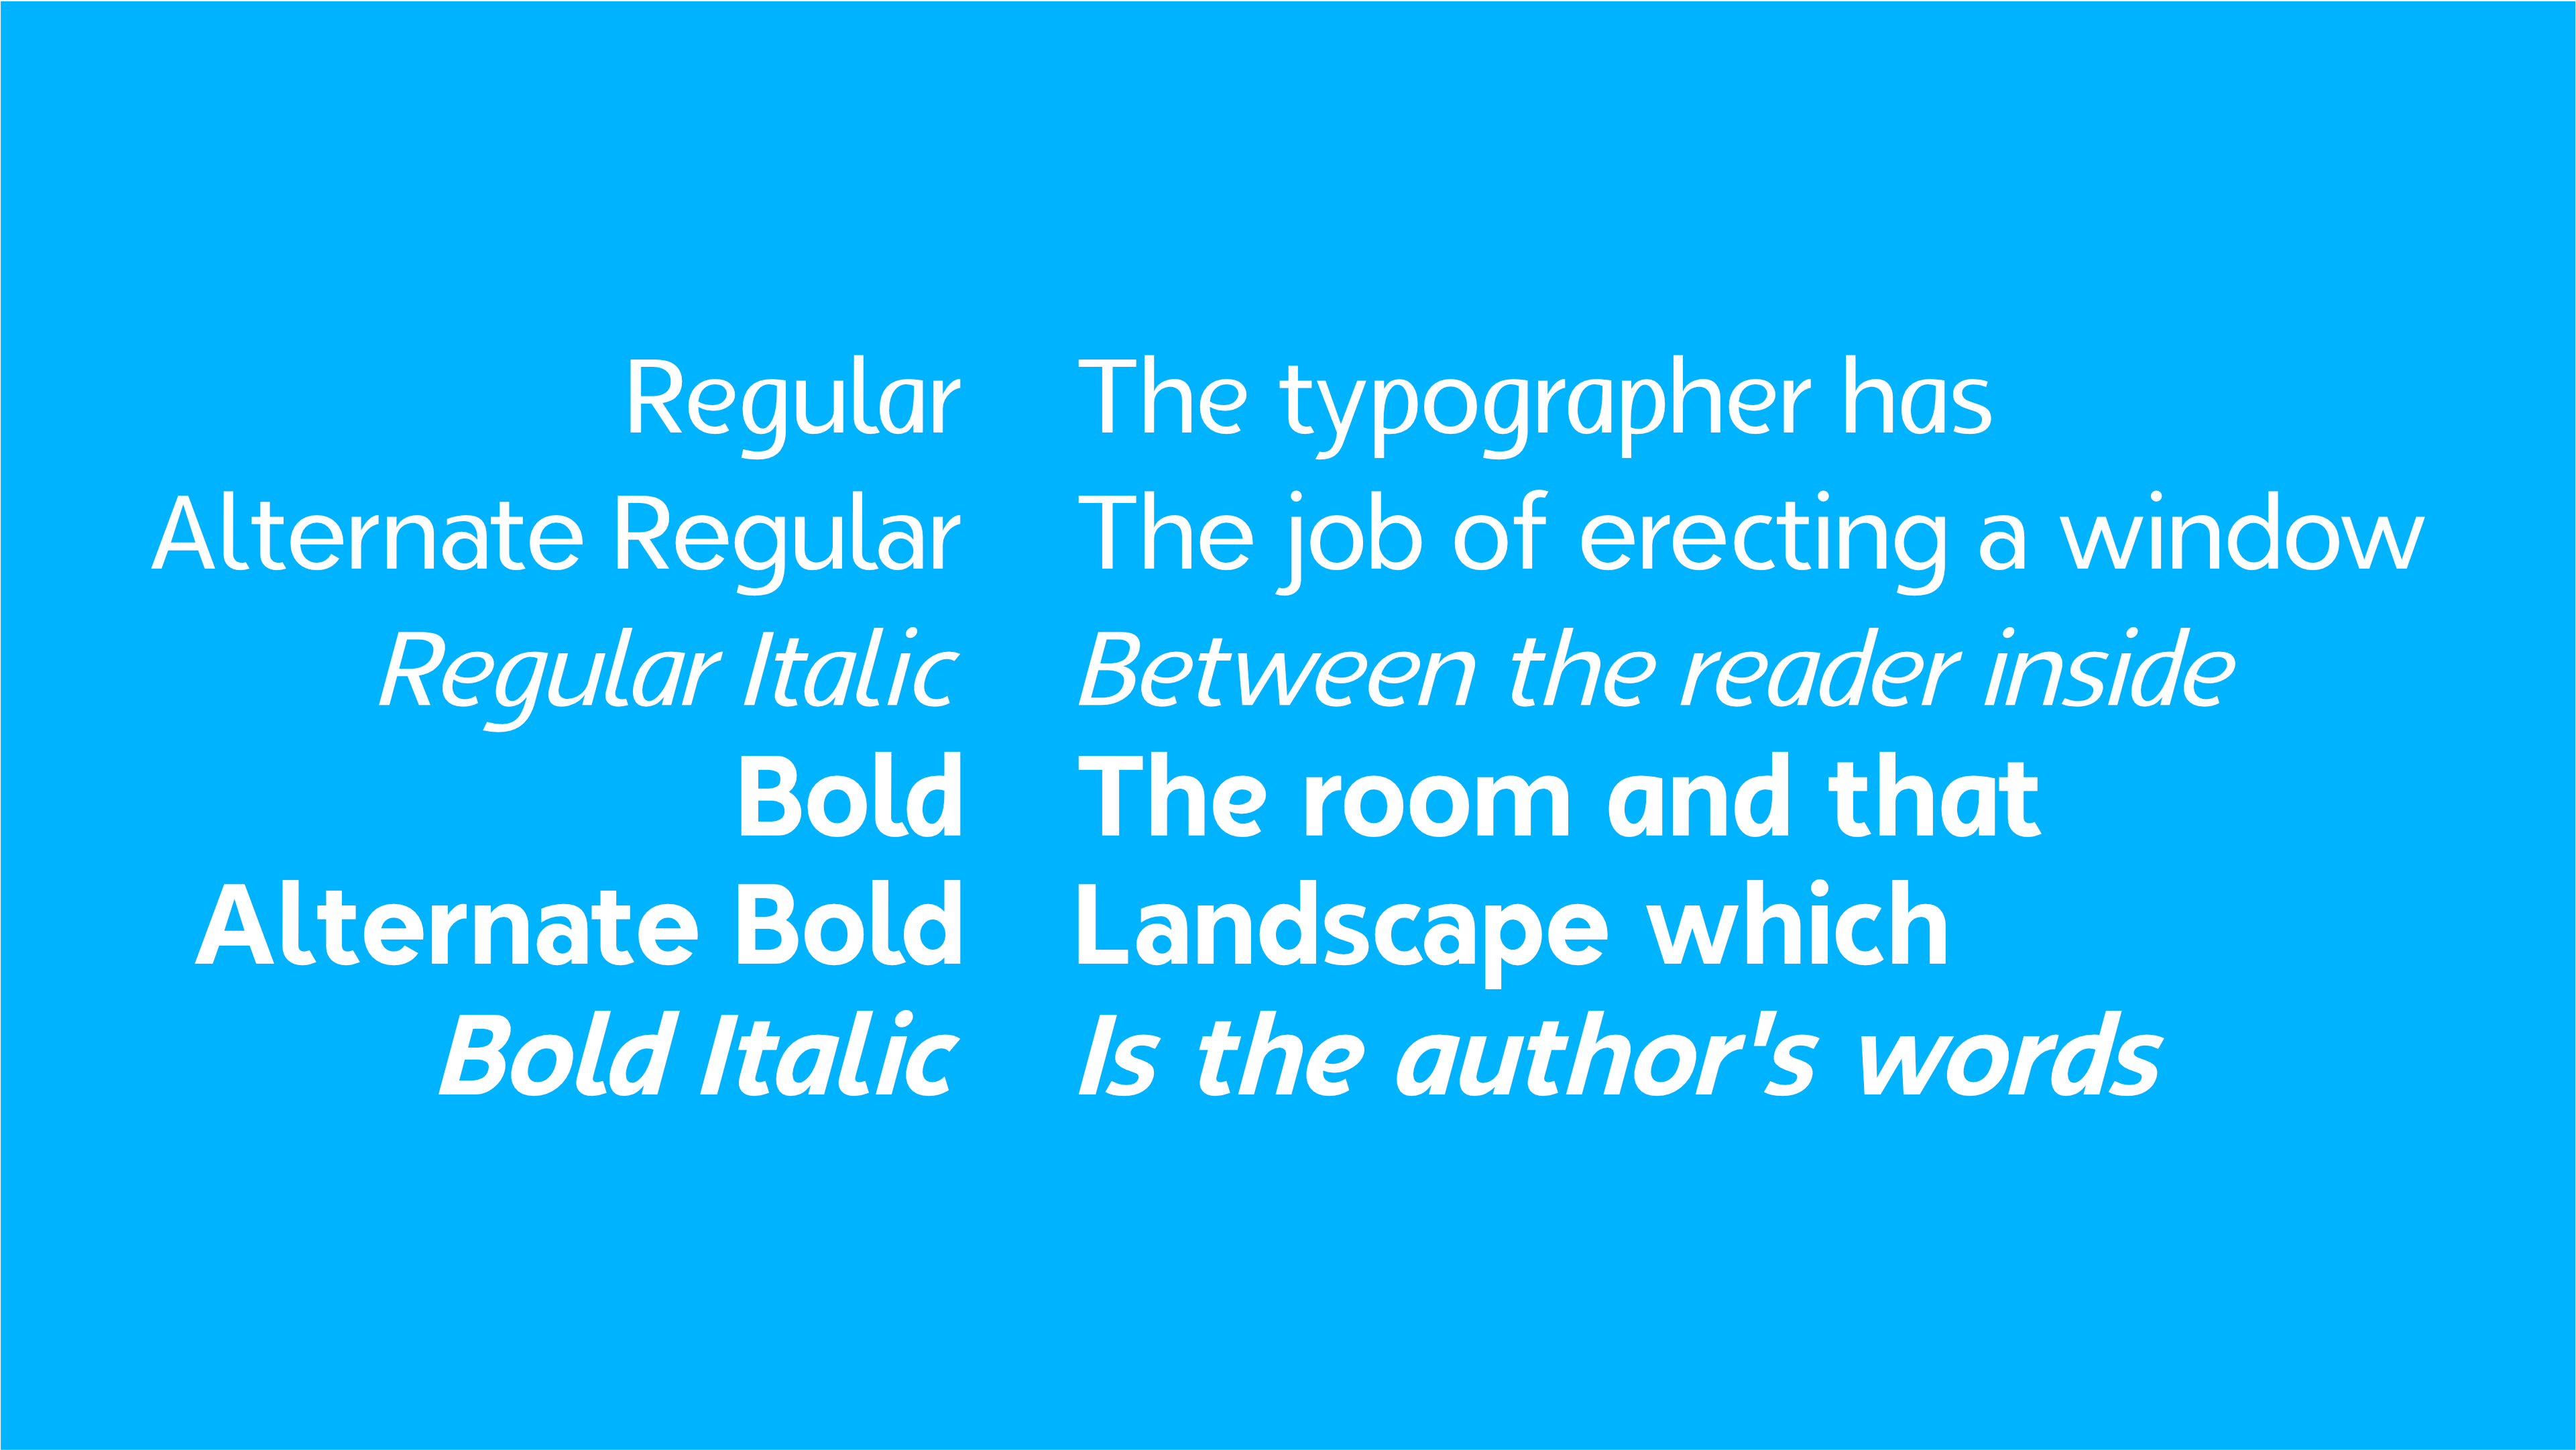 Regular The typographer has
Alternate Regular The job of erecting a window
Regular Italic Between the reader inside
Bold The room and that
Alternate Bold Landscape which
Bold Italic Is the author's words